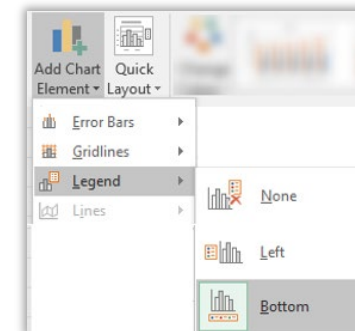 Add Chart
Element
Quick
Layout
Error Bars
Gridlines
Legend
Lines
None
Left
Bottom